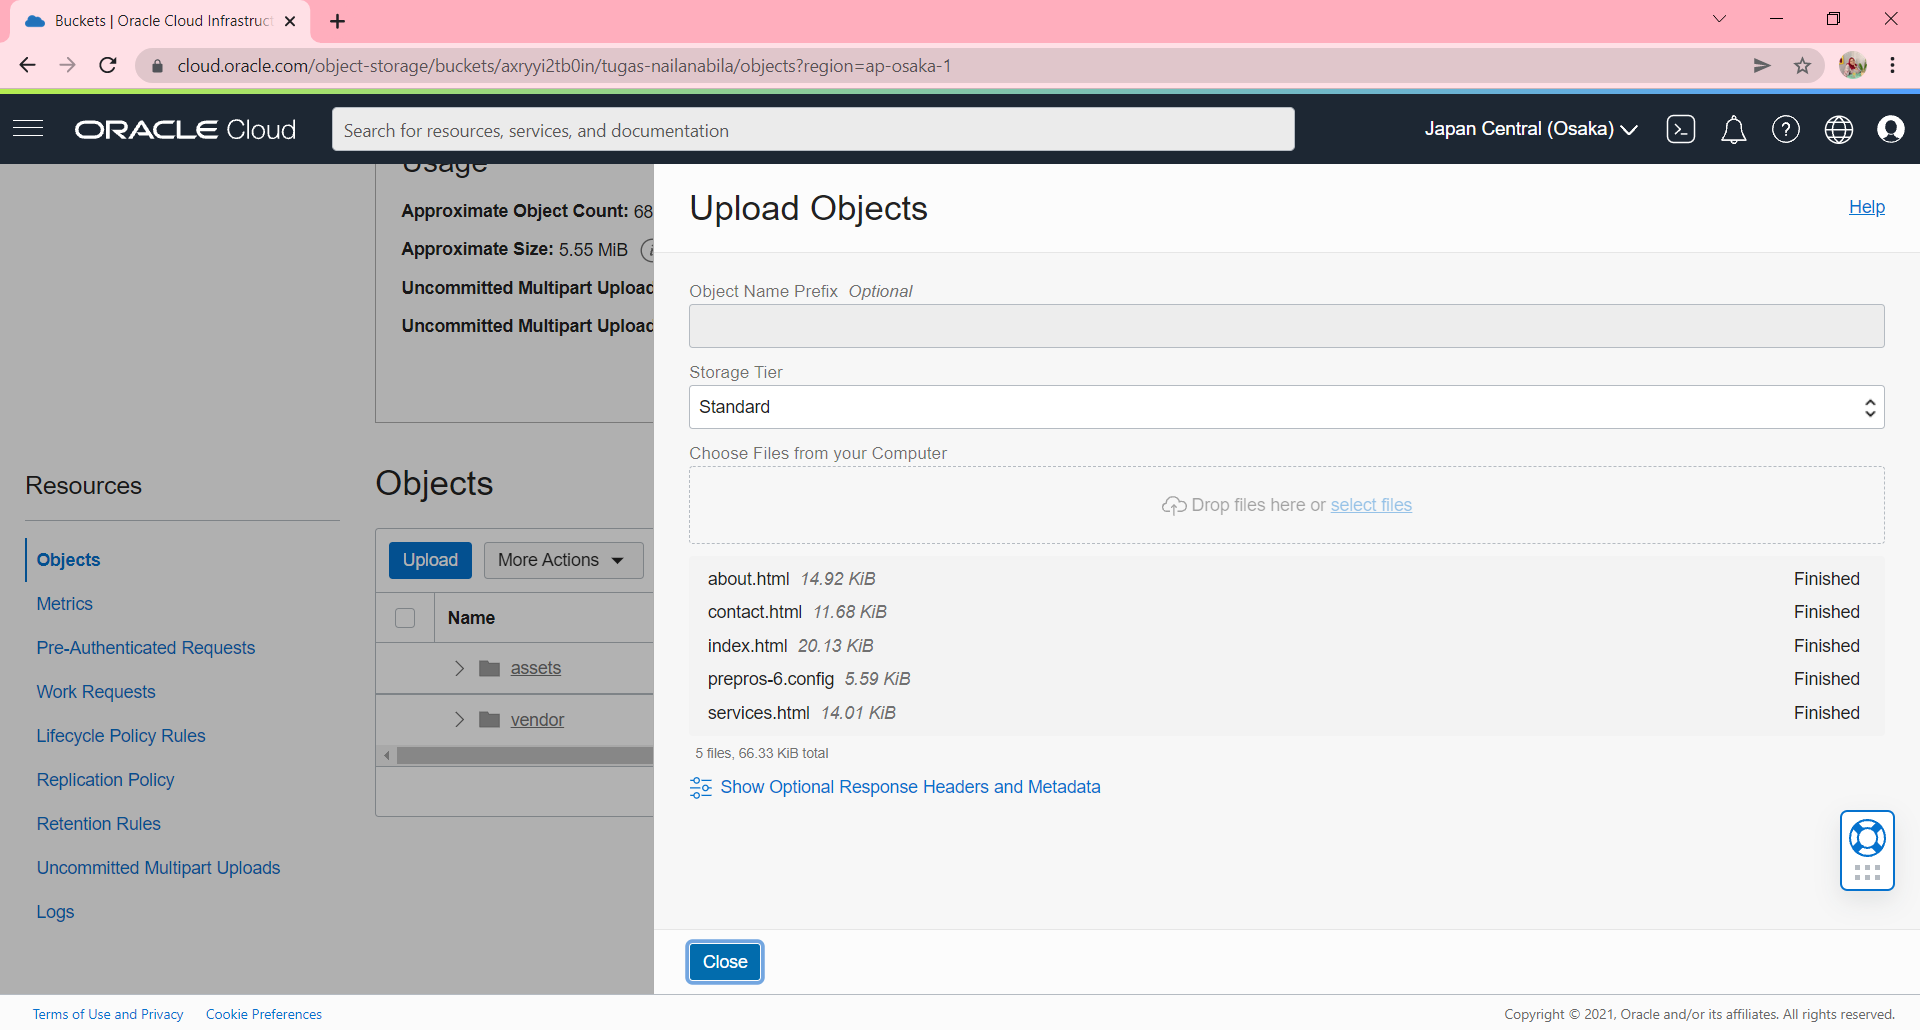 Buckets | Oracle Cloud Infrastruct
cloud.oracle.com/object-storage/buckets/axryyi2tb0in/tugas-nailanabila/objects?region=ap-osaka-1
ORACLE Cloud
Search for resources, services, and documentation
Japan Central (Osaka)
Usage
Approximate Object Count: 68
Approximate Size: 5.55 MiB
Uncommitted Multipart Upload
Uncommitted Multipart Upload
Resources
Objects
Metrics
Pre-Authenticated Requests
Work Requests
Lifecycle Policy Rules
Replication Policy
Retention Rules
Uncommitted Multipart Uploads
Logs
Objects
Upload
More Actions
Name
assets
vendor
Upload Objects
Help
Object Name Prefix Optional
Storage Tier
Standard
Choose Files from your Computer
Drop files here or select files
about.html 14.92 KiB Finished
contact.html 11.68 KiB Finished
index.html 20.13 KiB Finished
prepros-6.config 5.59 KiB Finished
services.html 14.01 KiB Finished
5 files, 66.33 KiB total
Show Optional Response Headers and Metadata
Close
Terms of Use and Privacy
Cookie Preferences
Copyright © 2021, Oracle and/or its affiliates. All rights reserved.